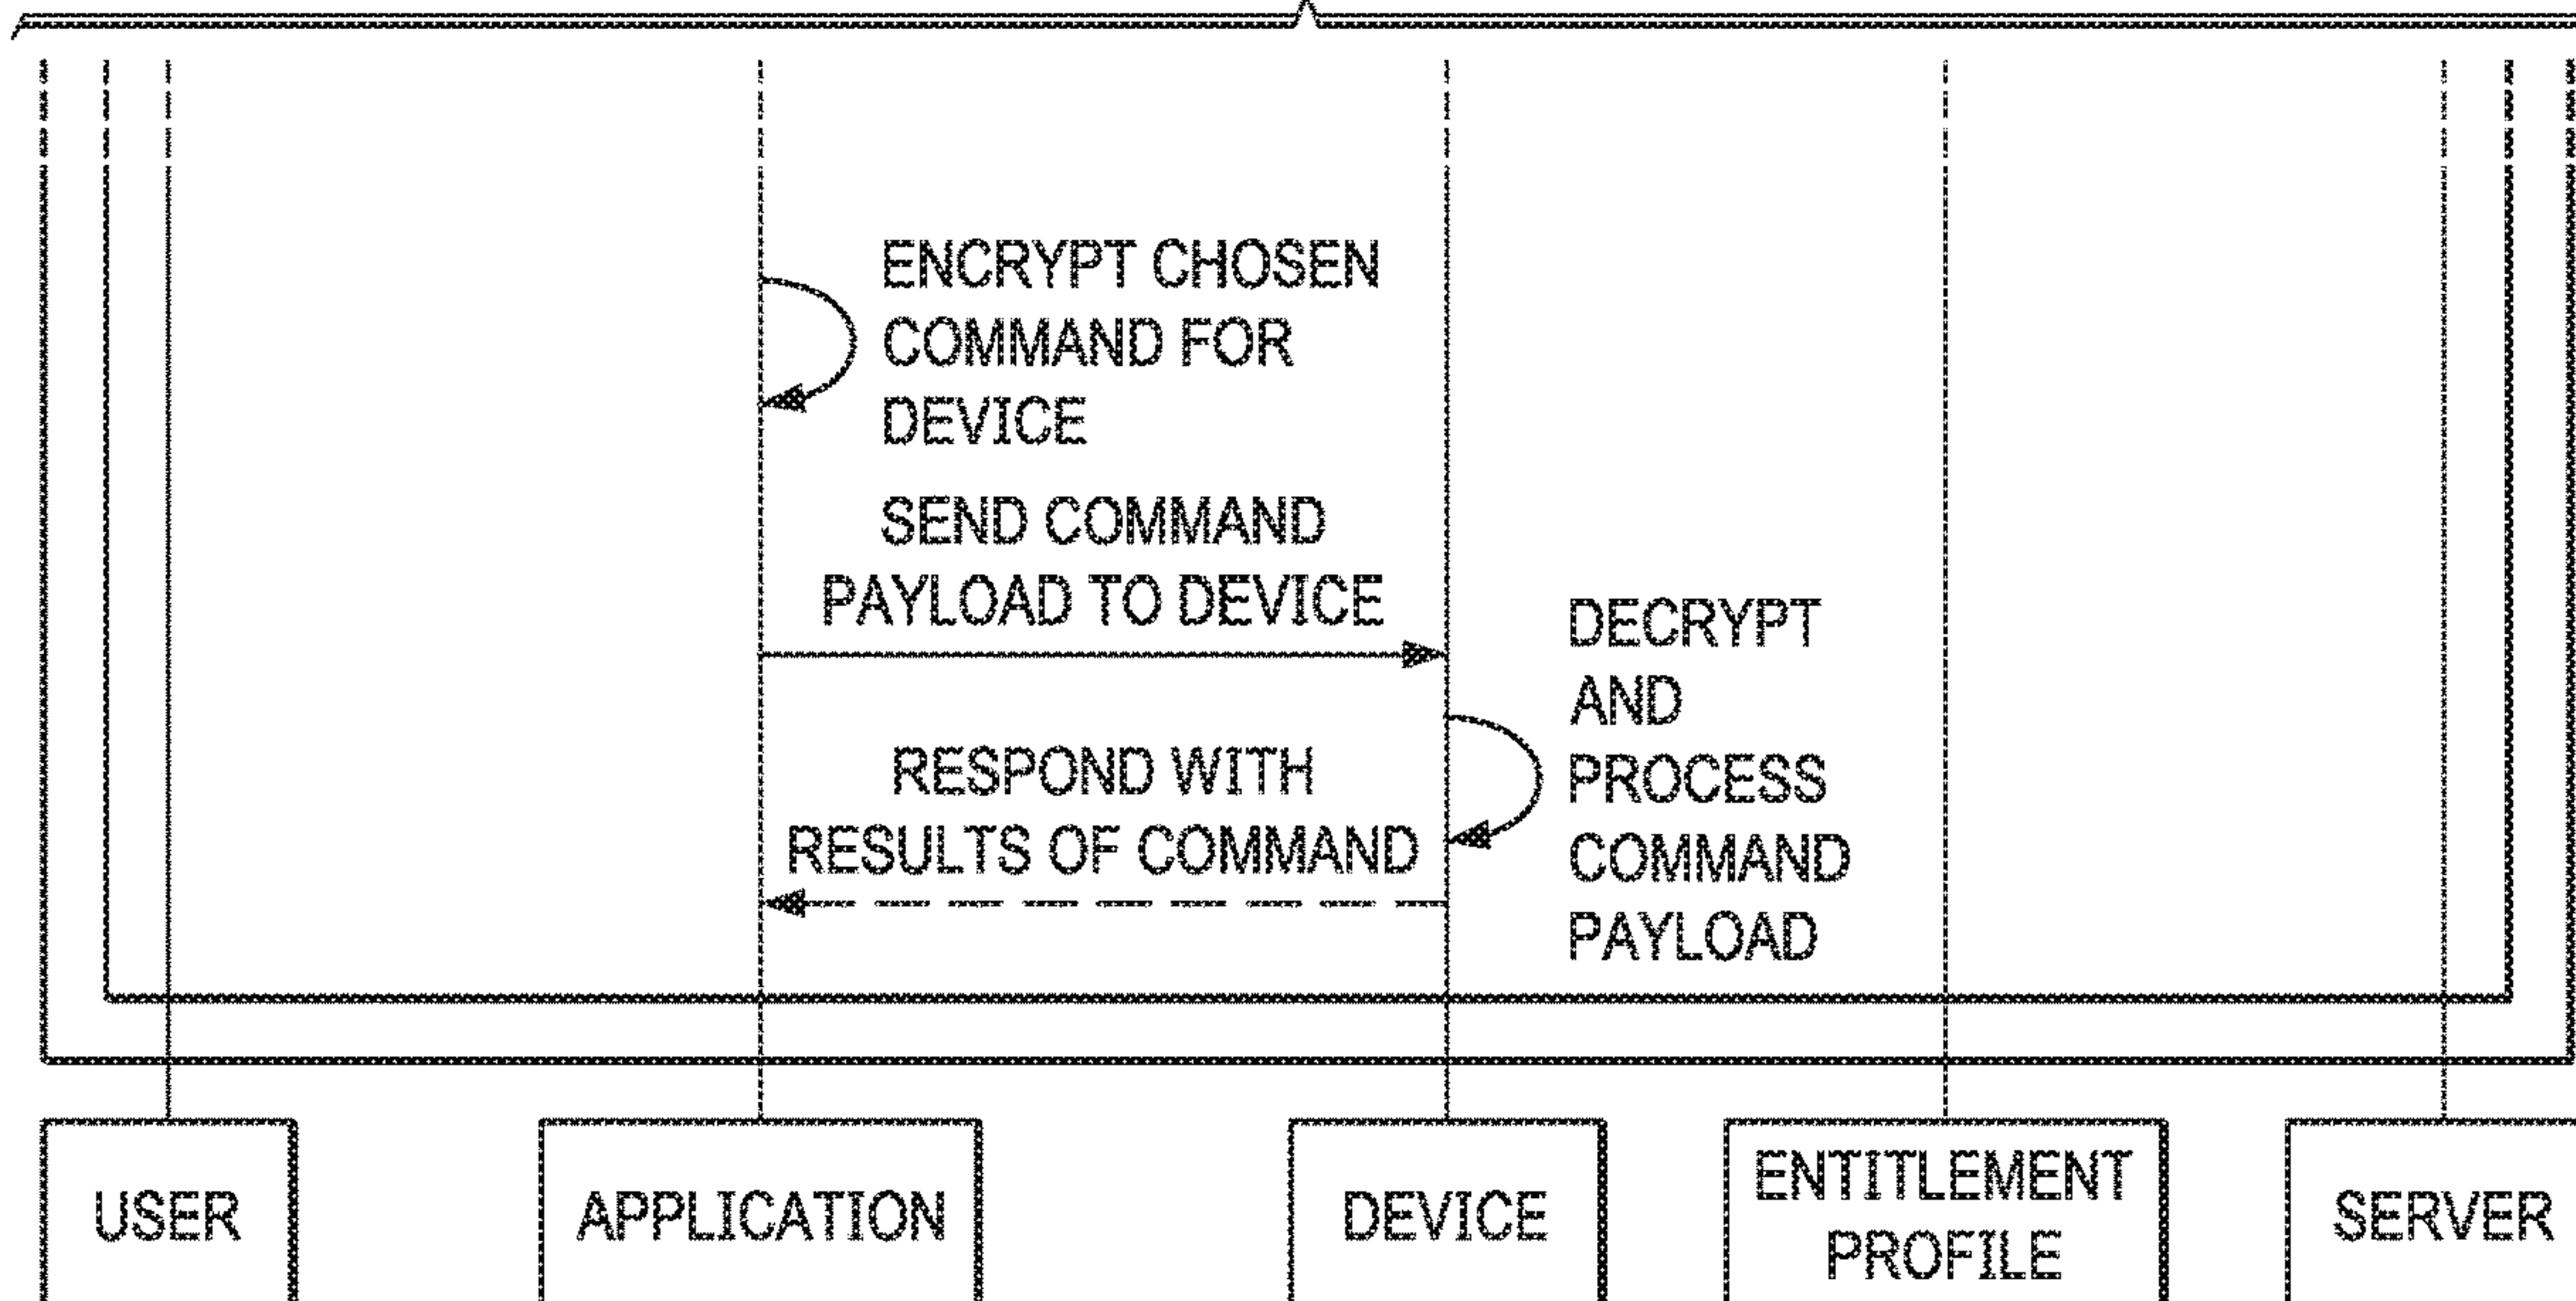 ENCRYPT CHOSEN
COMMAND FOR
DEVICE
SEND COMMAND
PAYLOAD TO DEVICE
DECRYPT
AND
PROCESS
COMMAND
PAYLOAD
RESPOND WITH
RESULTS OF COMMAND
USER
APPLICATION
DEVICE
ENTITLEMENT
PROFILE
SERVER